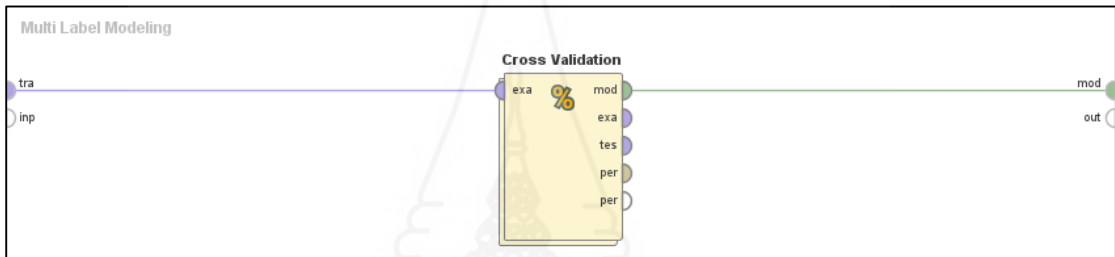 Multi Label Modeling
Cross Validation
tra
exa
mod
mod
inp
%
exa
out
tes
per
per